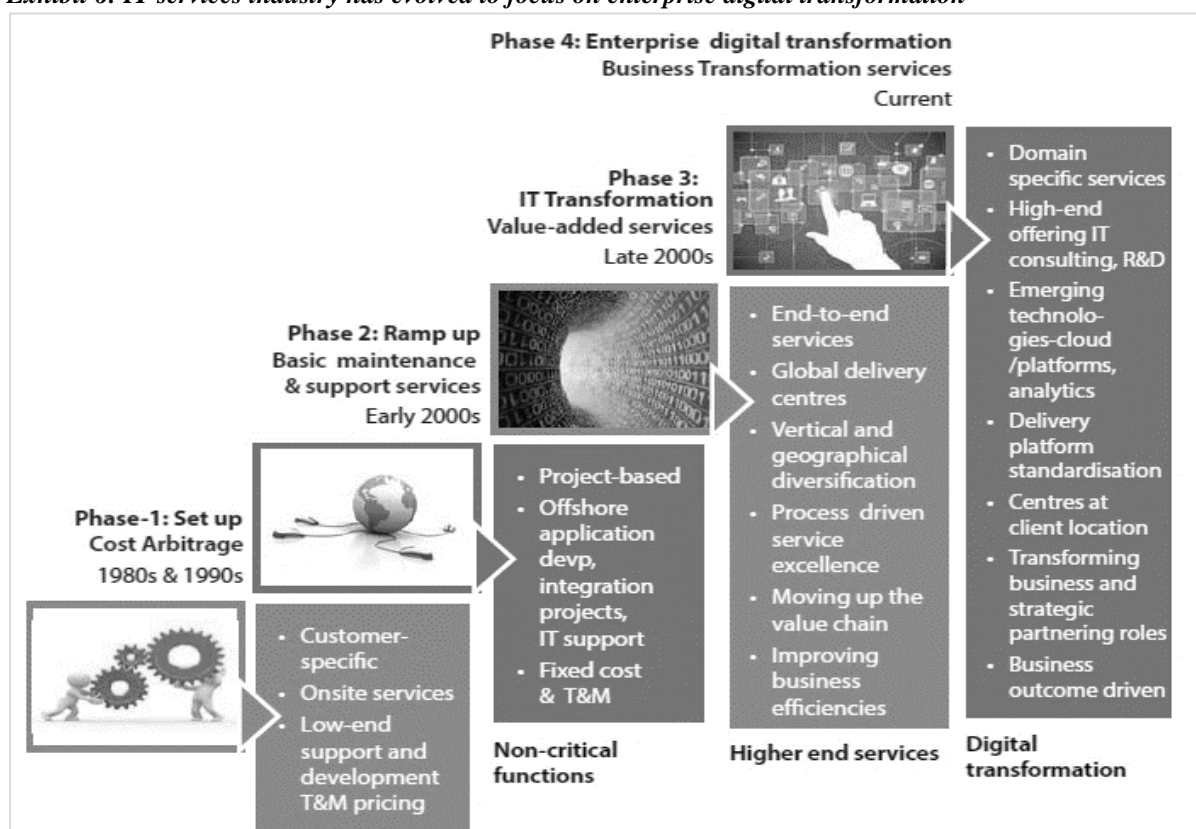 Exhibit 6: IT services industry has evolved to focus on enterprise digital transformation
Phase 4: Enterprise digital transformation
Business Transformation services
Current
Phase 3:
IT Transformation
Value-added services
Late 2000s
Phase 2: Ramp up
Basic maintenance
& support services
Early 2000s
Phase-1: Set up
Cost Arbitrage
1980s & 1990s
• Customer-
specific
• Onsite services
• Low-end
support and
development
T&M pricing
• Project-based
• Offshore
application
devp,
integration
projects,
IT support
• Fixed cost
& T&M
Non-critical
functions
• End-to-end
services
• Global delivery
centres
• Vertical and
geographical
diversification
• Process driven
service
excellence
• Moving up the
value chain
• Improving
business
efficiencies
Higher end services
• Domain
specific services
• High-end
offering IT
consulting, R&D
• Emerging
technolo-
gies-cloud
/platforms,
analytics
• Delivery
platform
standardisation
• Centres at
client location
• Transforming
business and
strategic
partnering roles
• Business
outcome driven
Digital
transformation